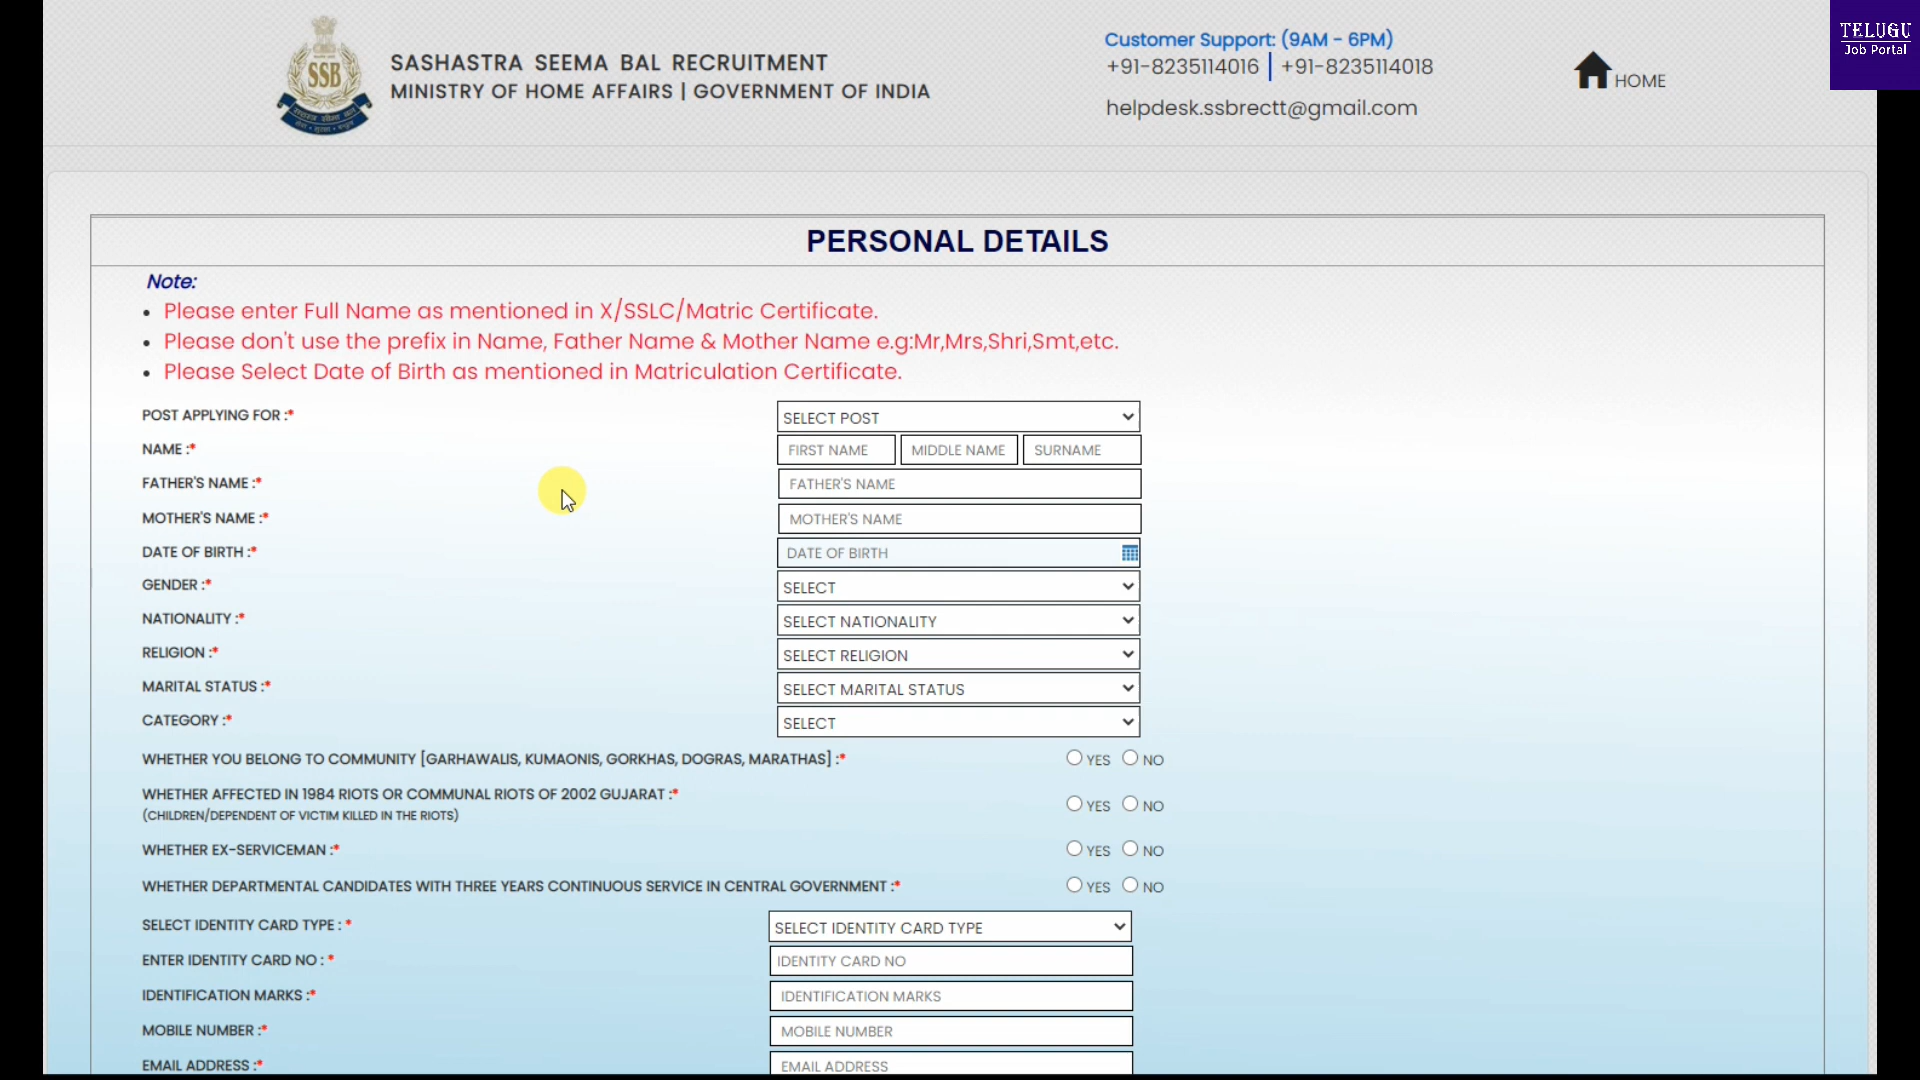 SSB
SASHASTRA SEEMA BAL RECRUITMENT
MINISTRY OF HOME AFFAIRS | GOVERNMENT OF INDIA
Customer Support: (9AM - 6PM)
+91-8235114016 | +91-8235114018
helpdesk.ssbrectt@gmail.com
HOME
TELUGU
Job Portal
PERSONAL DETAILS
Note:
• Please enter Full Name as mentioned in X/SSLC/Matric Certificate.
• Please don't use the prefix in Name, Father Name & Mother Name e.g:Mr,Mrs,Shri,Smt,etc.
• Please Select Date of Birth as mentioned in Matriculation Certificate.
POST APPLYING FOR :* SELECT POST
NAME :* FIRST NAME MIDDLE NAME SURNAME
FATHER'S NAME :* FATHER'S NAME
MOTHER'S NAME :* MOTHER'S NAME
DATE OF BIRTH :* DATE OF BIRTH
GENDER :* SELECT
NATIONALITY :* SELECT NATIONALITY
RELIGION :* SELECT RELIGION
MARITAL STATUS :* SELECT MARITAL STATUS
CATEGORY :* SELECT
WHETHER YOU BELONG TO COMMUNITY [GARHAWALIS, KUMAONIS, GORKHAS, DOGRAS, MARATHAS] :* YES NO
WHETHER AFFECTED IN 1984 RIOTS OR COMMUNAL RIOTS OF 2002 GUJARAT :* YES NO
(CHILDREN/DEPENDENT OF VICTIM KILLED IN THE RIOTS)
WHETHER EX-SERVICEMAN :* YES NO
WHETHER DEPARTMENTAL CANDIDATES WITH THREE YEARS CONTINUOUS SERVICE IN CENTRAL GOVERNMENT :* YES NO
SELECT IDENTITY CARD TYPE : * SELECT IDENTITY CARD TYPE
ENTER IDENTITY CARD NO : * IDENTITY CARD NO
IDENTIFICATION MARKS :* IDENTIFICATION MARKS
MOBILE NUMBER :* MOBILE NUMBER
EMAIL ADDRESS :* EMAIL ADDRESS